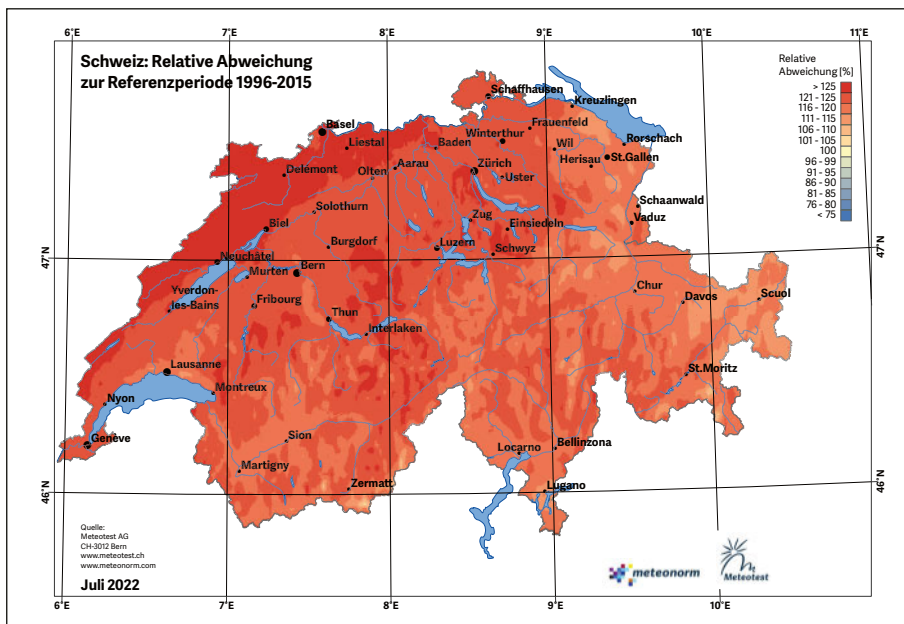 6°E 7°E 8°E 9°E 10°E 11°E
Schweiz: Relative Abweichung
zur Referenzperiode 1996-2015
Relative
Abweichung [%]
> 125
121 - 125
116 - 120
111 - 115
106 - 110
101 - 105
100
96 - 99
91 - 95
86 - 90
81 - 85
76 - 80
< 75
Schaffhausen
Kreuzlingen
Basel
Frauenfeld
Winterthur
Rorschach
Liestal
Baden
Wil
Herisau
St.Gallen
Aarau
Zürich
Olten
Delémont
Uster
Schaanwald
Solothurn
Zug
Einsiedeln
Vaduz
Biel
Burgdorf
Luzern
Schwyz
47°N
47°N
Neuchâtel
Bern
Murten
Yverdon-
les-Bains
Fribourg
Chur
Davos
Scuol
Thun
Interlaken
Lausanne
St.Moritz
Montreux
Nyon
Genève
Sion
Locarno
Bellinzona
Martigny
Zermatt
Lugano
46°N
46°N
Quelle:
Meteotest AG
CH-3012 Bern
www.meteotest.ch
www.meteonorm.com
Juli 2022
meteonorm
Meteotest
6°E 7°E 8°E 9°E 10°E